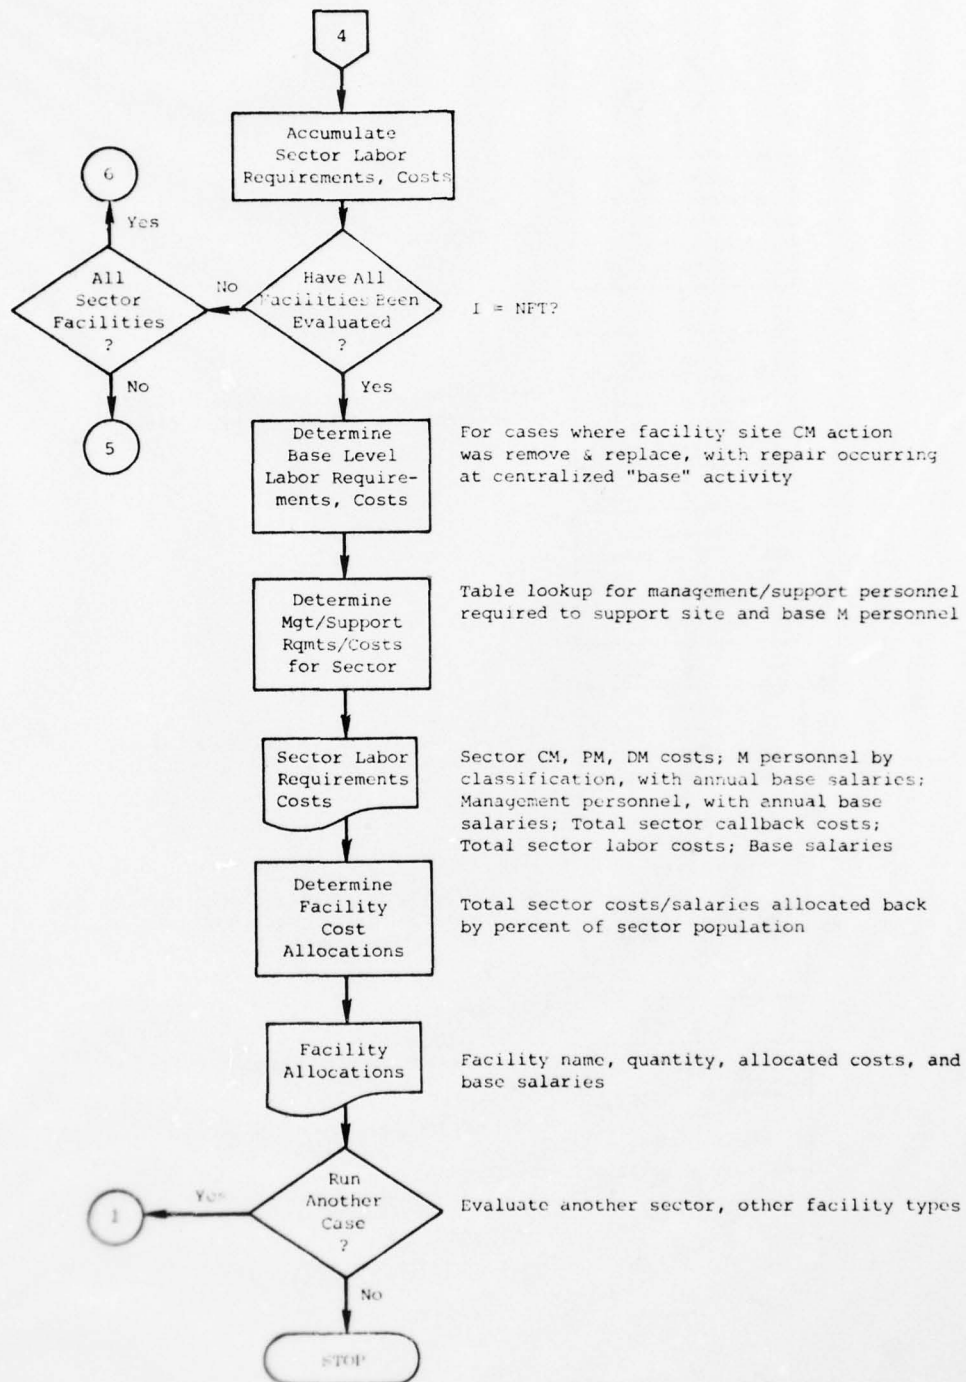 4
Accumulate
Sector Labor
Requirements, Costs
6
Yes
All
Sector
Facilities
?
No
No
5
Have All
Facilities Been
Evaluated
?
I = NFT?
Yes
Determine
Base Level
Labor Require-
ments, Costs
For cases where facility site CM action
was remove & replace, with repair occurring
at centralized "base" activity
Determine
Mgt/Support
Rqmts/Costs
for Sector
Table lookup for management/support personnel
required to support site and base M personnel
Sector Labor
Requirements
Costs
Sector CM, PM, DM costs; M personnel by
classification, with annual base salaries;
Management personnel, with annual base
salaries; Total sector callback costs;
Total sector labor costs; Base salaries
Determine
Facility
Cost
Allocations
Total sector costs/salaries allocated back
by percent of sector population
Facility
Allocations
Facility name, quantity, allocated costs, and
base salaries
Run
Another
Case
?
Evaluate another sector, other facility types
Yes
1
No
STOP